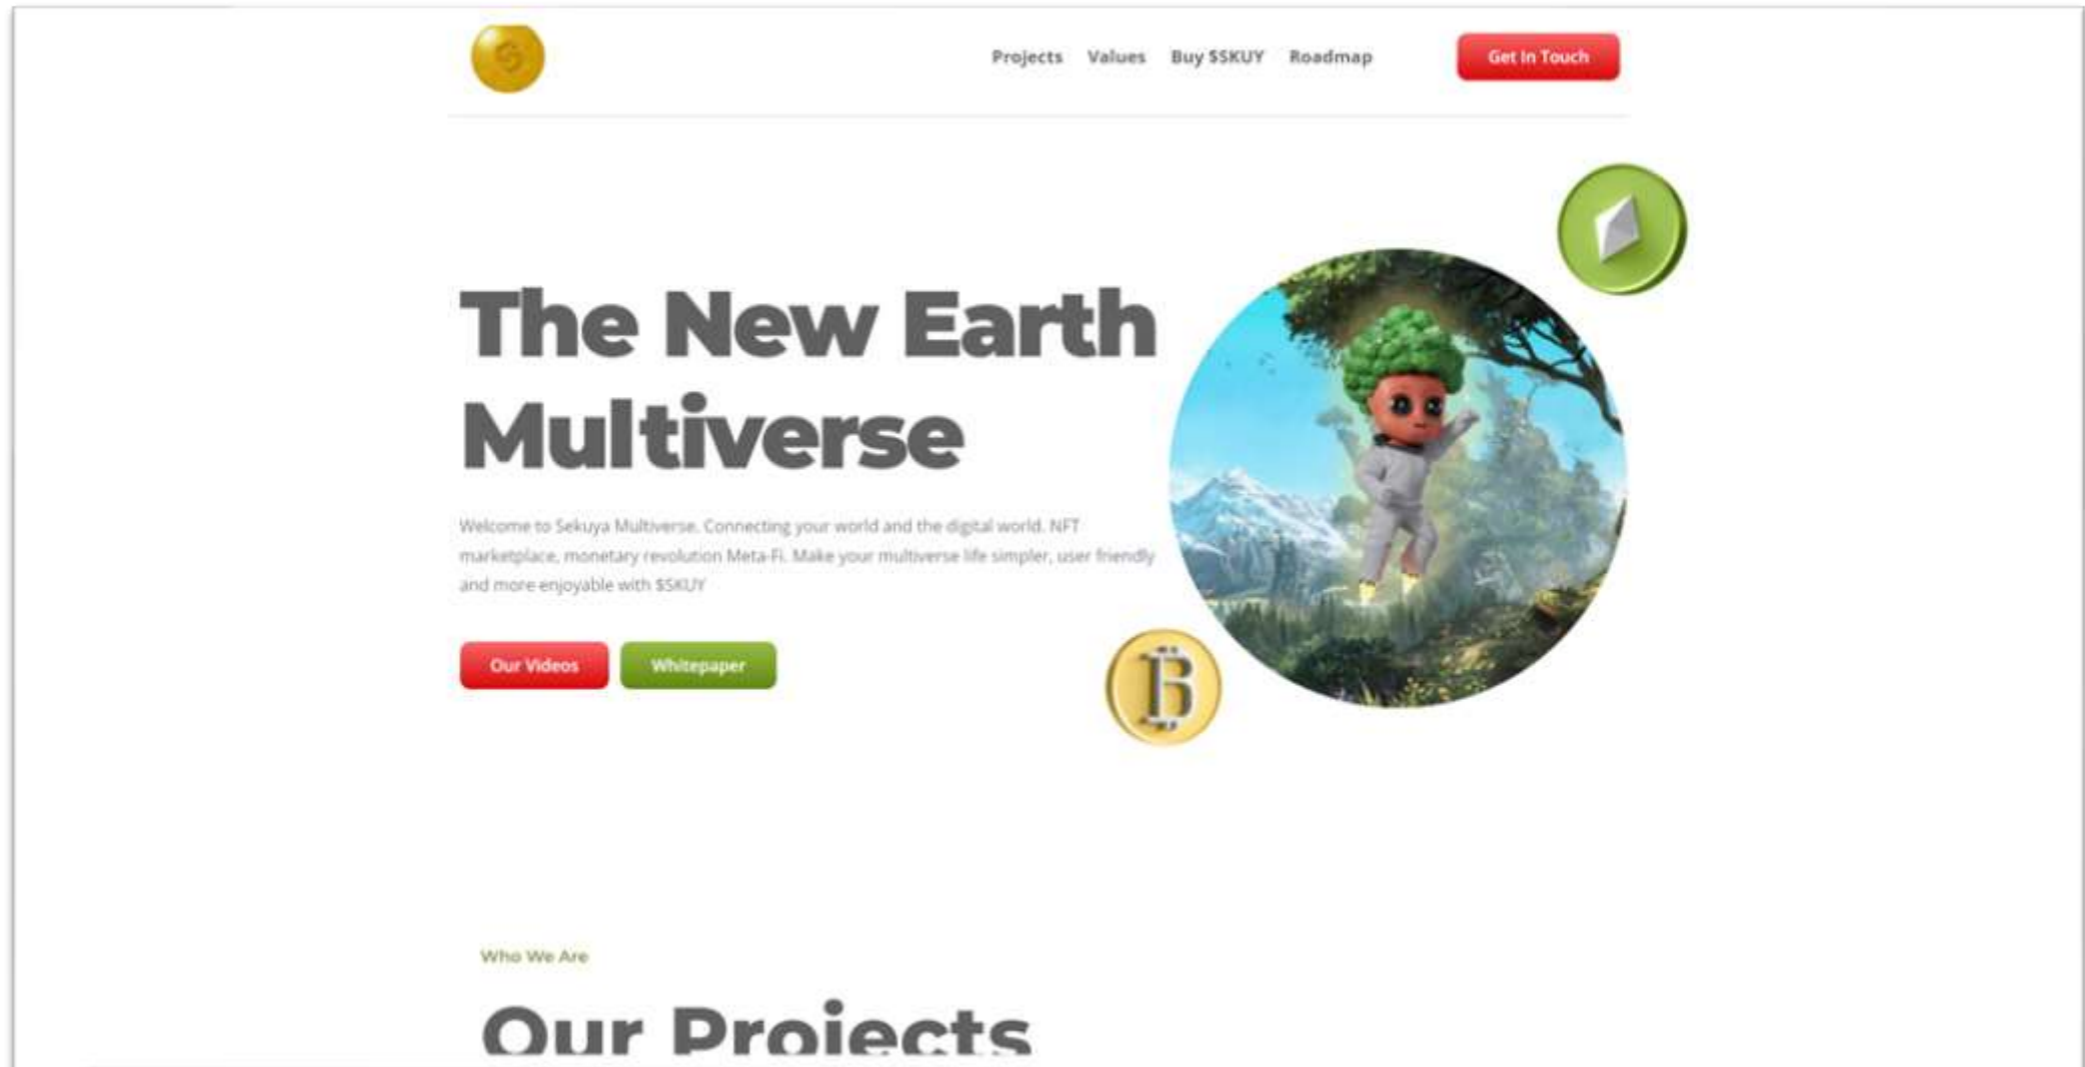 Projects Values Buy $SKUY Roadmap Get In Touch
The New Earth
Multiverse
Welcome to Sekuya Multiverse. Connecting your world and the digital world. NFT
marketplace, monetary revolution Meta-Fi. Make your multiverse life simpler, user friendly
and more enjoyable with $SKUY
Our Videos Whitepaper
Who We Are
Our Projects